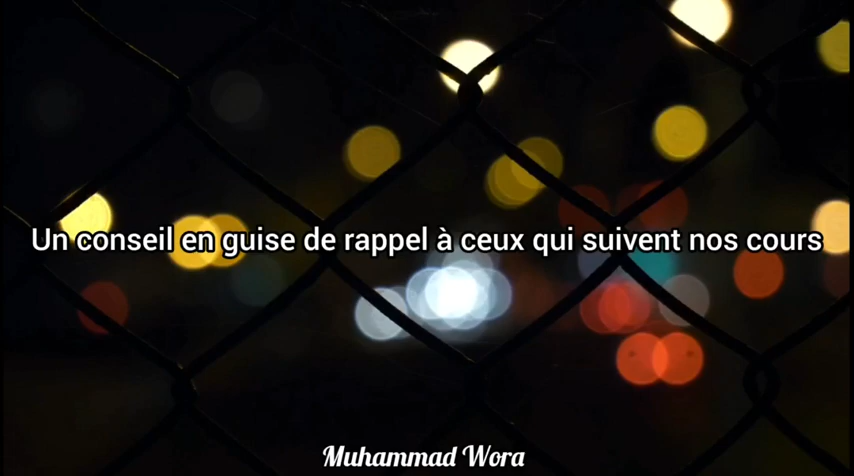 Un conseil en guise de rappel à ceux qui suivent nos cours
Muhammad Wora